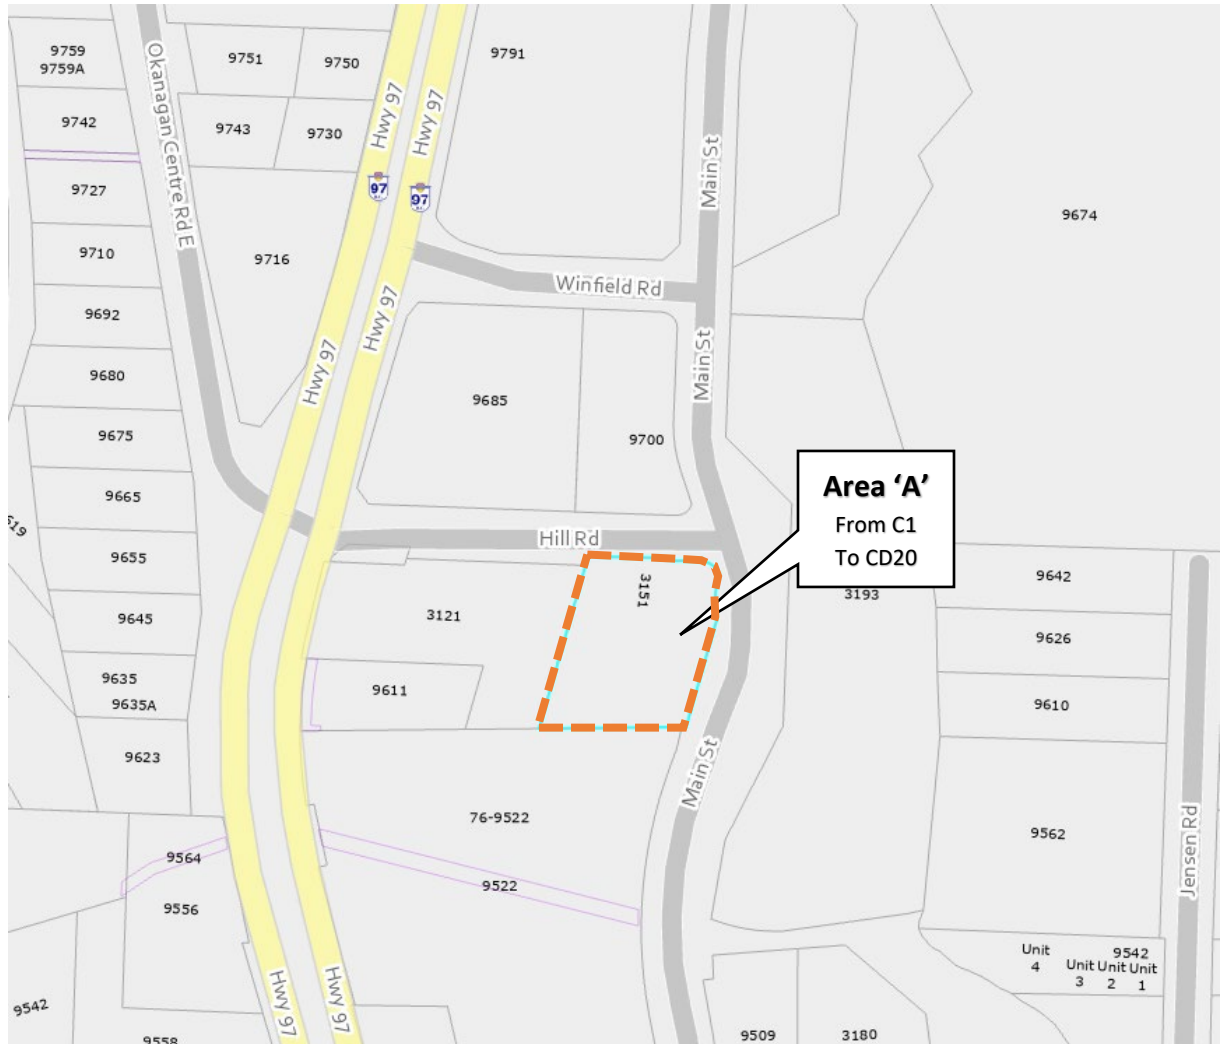 9759
9759A
9751
9750
9791
Okanagan Centre Rd E
Hwy 97
Hwy 97
Main St
9742
9743
9730
97
97
9727
9674
9710
9716
Winfield Rd
9692
Hwy 97
Hwy 97
Main St
9680
9685
9675
9700
Area ‘A’
From C1
To CD20
9665
Hill Rd
9655
9642
3151
3193
9645
3121
9626
9635
9635A
9611
9610
9623
Main St
76-9522
9562
Jensen Rd
9564
9522
9556
Unit
4
9542
Unit Unit Unit
3 2 1
Hwy 97
Hwy 97
9542
9558
9509
3180